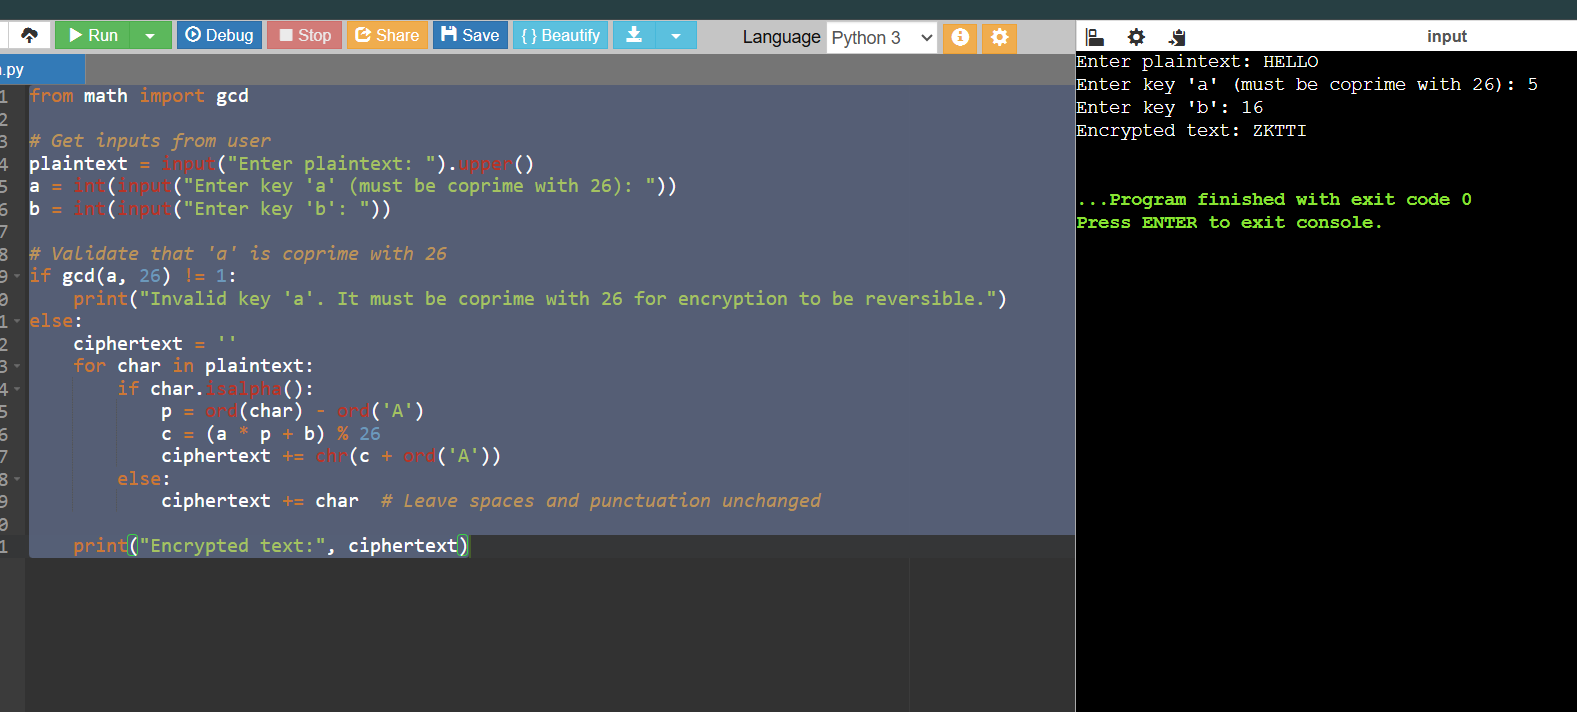 Run Debug Stop Share Save { } Beautify Language Python 3 input
.py
1 from math import gcd
2
3 # Get inputs from user
4 plaintext = input("Enter plaintext: ").upper()
5 a = int(input("Enter key 'a' (must be coprime with 26): "))
6 b = int(input("Enter key 'b': "))
7
8 # Validate that 'a' is coprime with 26
9 if gcd(a, 26) != 1:
0     print("Invalid key 'a'. It must be coprime with 26 for encryption to be reversible.")
1 else:
2     ciphertext = ''
3     for char in plaintext:
4         if char.isalpha():
5             p = ord(char) - ord('A')
6             c = (a * p + b) % 26
7             ciphertext += chr(c + ord('A'))
8         else:
9             ciphertext += char  # Leave spaces and punctuation unchanged
0
1     print("Encrypted text:", ciphertext)
Enter plaintext: HELLO
Enter key 'a' (must be coprime with 26): 5
Enter key 'b': 16
Encrypted text: ZKTTI
...Program finished with exit code 0
Press ENTER to exit console.